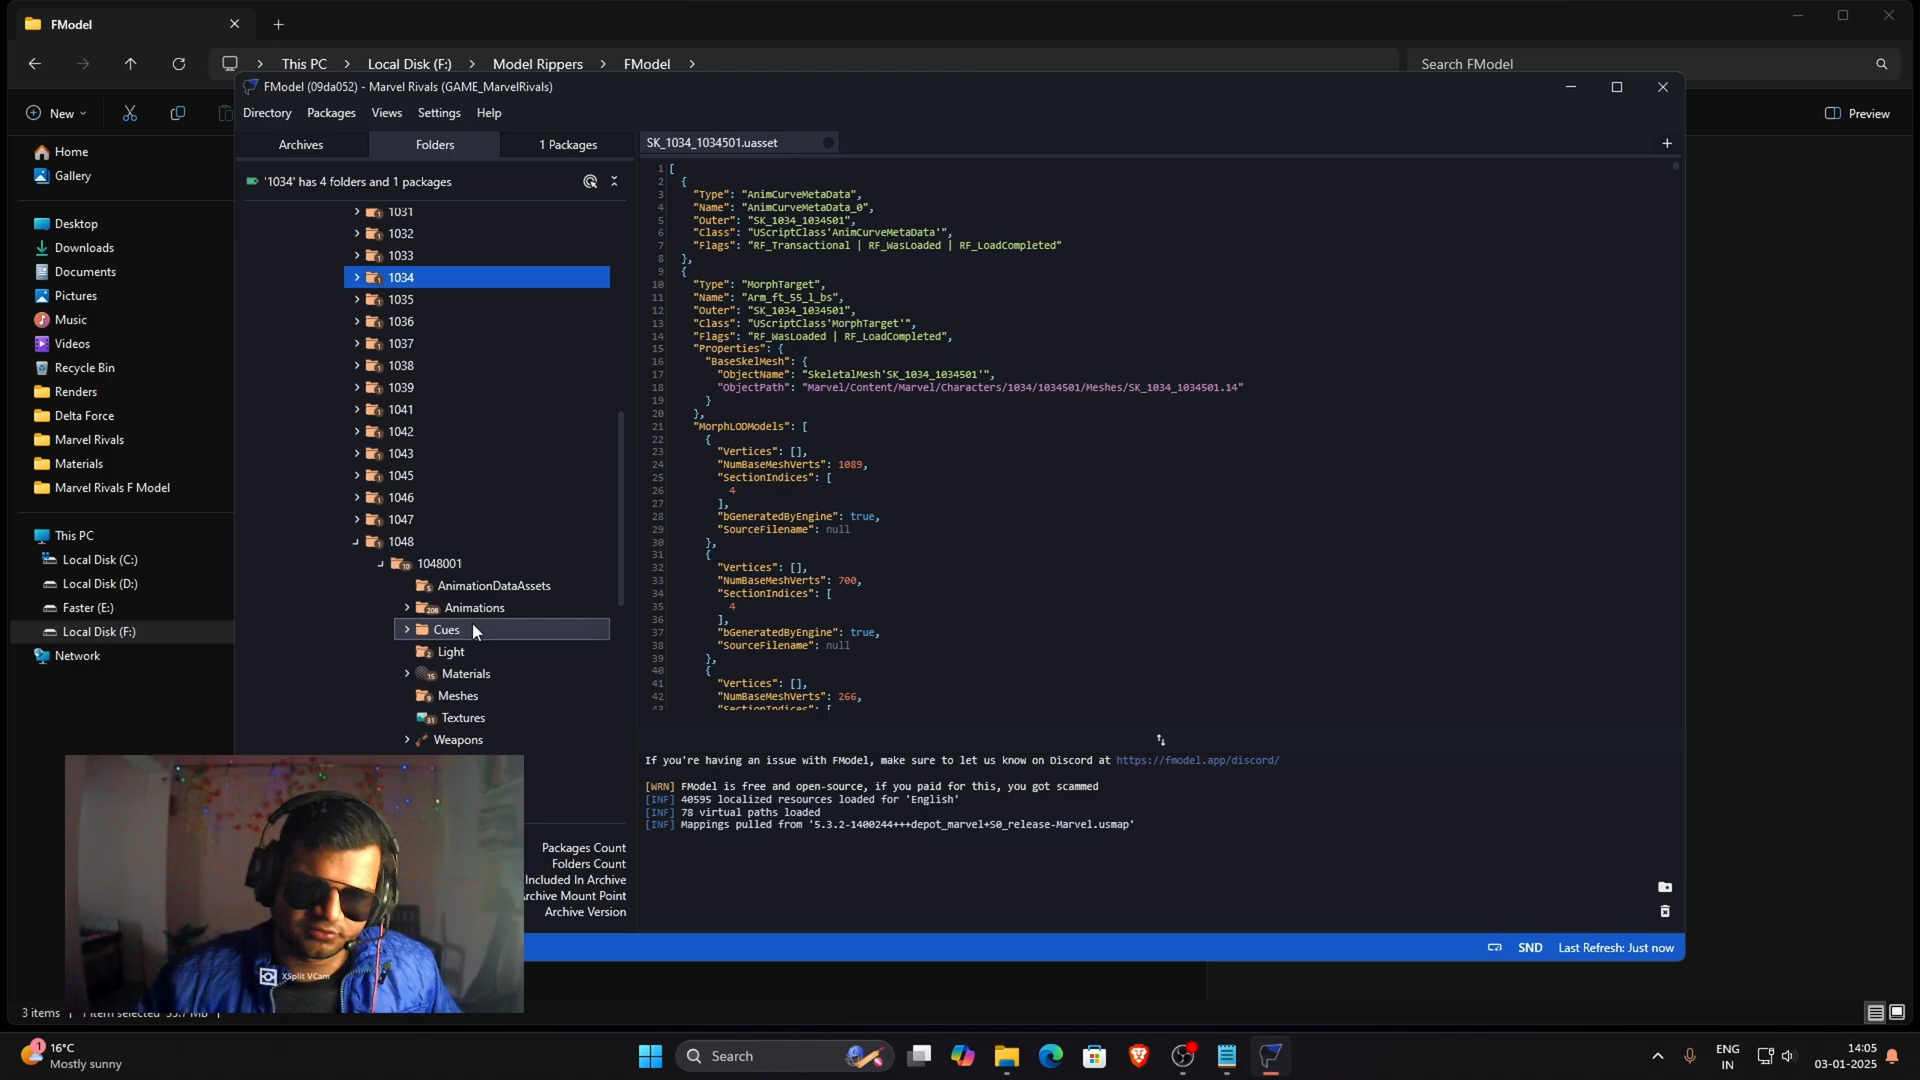 FModel
This PC
Local Disk (F:)
Model Rippers
FModel
Search FModel
New
Preview
Home
Gallery
Desktop
Downloads
Documents
Pictures
Music
Videos
Recycle Bin
Renders
Delta Force
Marvel Rivals
Materials
Marvel Rivals F Model
This PC
Local Disk (C:)
Local Disk (D:)
Faster (E:)
Local Disk (F:)
Network
FModel (09da052) - Marvel Rivals (GAME_MarvelRivals)
Directory Packages Views Settings Help
Archives Folders 1 Packages
'1034' has 4 folders and 1 packages
1031
1032
1033
1034
1035
1036
1037
1038
1039
1041
1042
1043
1045
1046
1047
1048
1048001
AnimationDataAssets
Animations
Cues
Light
Materials
Meshes
Textures
Weapons
Packages Count
Folders Count
Included In Archive
rchive Mount Point
Archive Version
SK_1034_1034501.uasset
1 [
2 {
3 "Type": "AnimCurveMetaData",
4 "Name": "AnimCurveMetaData_0",
5 "Outer": "SK_1034_1034501",
6 "Class": "UScriptClass'AnimCurveMetaData'",
7 "Flags": "RF_Transactional | RF_WasLoaded | RF_LoadCompleted"
8 },
9 {
10 "Type": "MorphTarget",
11 "Name": "Arm_ft_55_l_bs",
12 "Outer": "SK_1034_1034501",
13 "Class": "UScriptClass'MorphTarget'",
14 "Flags": "RF_WasLoaded | RF_LoadCompleted",
15 "Properties": {
16 "BaseSkelMesh": {
17 "ObjectName": "SkeletalMesh'SK_1034_1034501'",
18 "ObjectPath": "Marvel/Content/Marvel/Characters/1034/1034501/Meshes/SK_1034_1034501.14"
19 }
20 },
21 "MorphLODModels": [
22 {
23 "Vertices": [],
24 "NumBaseMeshVerts": 1089,
25 "SectionIndices": [
26 4
27 ],
28 "bGeneratedByEngine": true,
29 "SourceFilename": null
30 },
31 {
32 "Vertices": [],
33 "NumBaseMeshVerts": 700,
34 "SectionIndices": [
35 4
36 ],
37 "bGeneratedByEngine": true,
38 "SourceFilename": null
39 },
40 {
41 "Vertices": [],
42 "NumBaseMeshVerts": 266,
43 "SectionIndices": [
If you're having an issue with FModel, make sure to let us know on Discord at https://fmodel.app/discord/
[WRN] FModel is free and open-source, if you paid for this, you got scammed
[INF] 40595 localized resources loaded for 'English'
[INF] 78 virtual paths loaded
[INF] Mappings pulled from '5.3.2-1400244+++depot_marvel+S0_release-Marvel.usmap'
SND Last Refresh: Just now
XSplit VCam
3 items
1 item selected 55.7 MB
16°C
Mostly sunny
Search
ENG
IN
14:05
03-01-2025